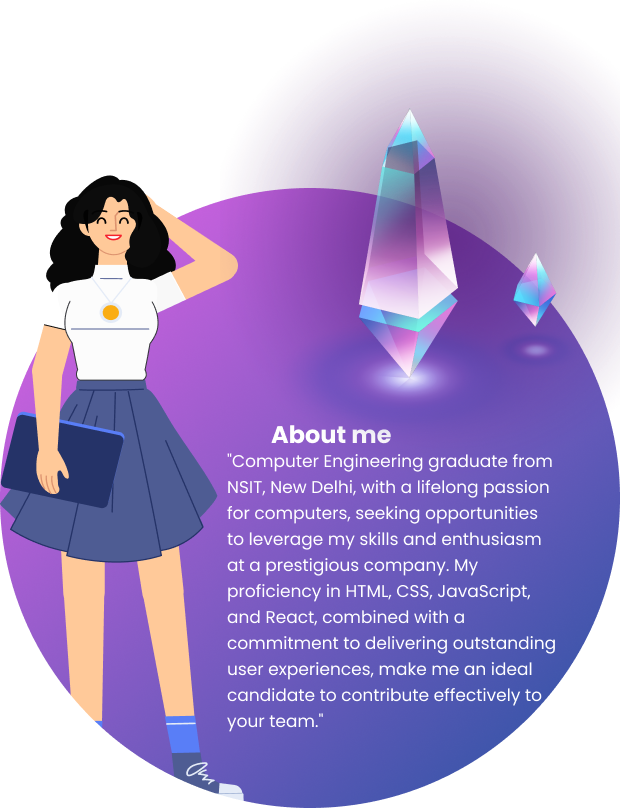 About me
"Computer Engineering graduate from
NSIT, New Delhi, with a lifelong passion
for computers, seeking opportunities
to leverage my skills and enthusiasm
at a prestigious company. My
proficiency in HTML, CSS, JavaScript,
and React, combined with a
commitment to delivering outstanding
user experiences, make me an ideal
candidate to contribute effectively to
your team."